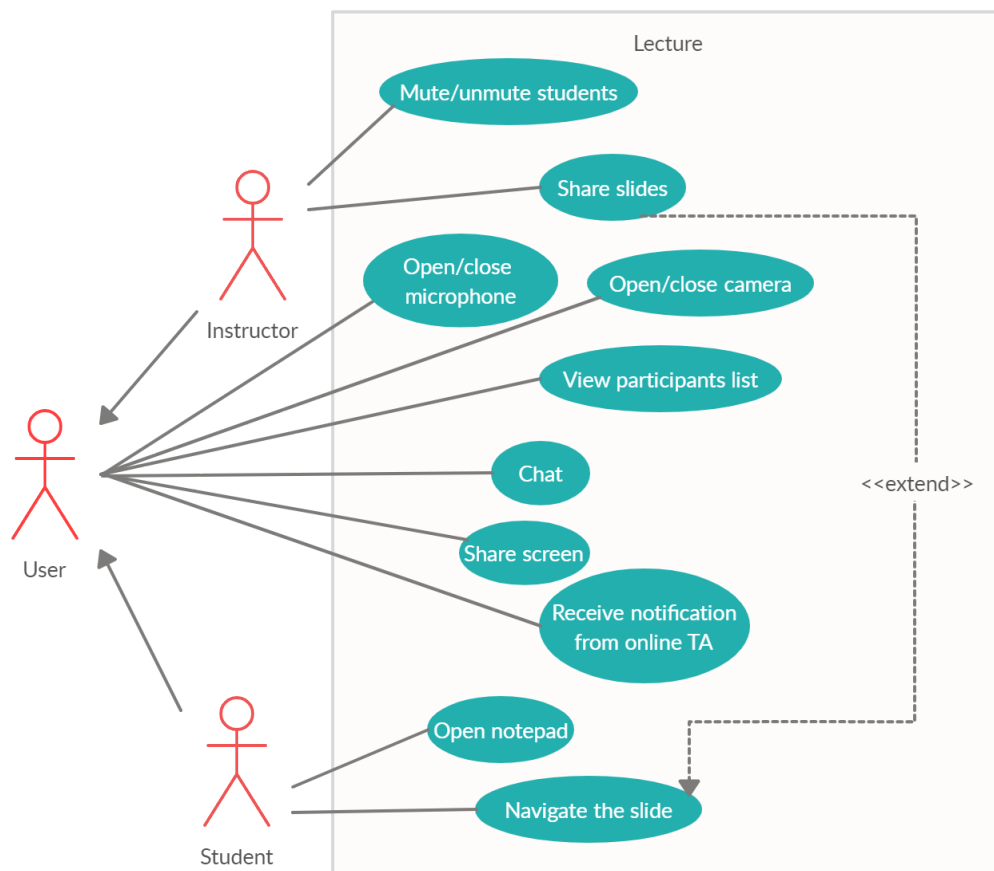 Lecture
Mute/unmute students
Share slides
Open/close
microphone
Open/close camera
Instructor
View participants list
Chat
<<extend>>
Share screen
User
Receive notification
from online TA
Open notepad
Navigate the slide
Student